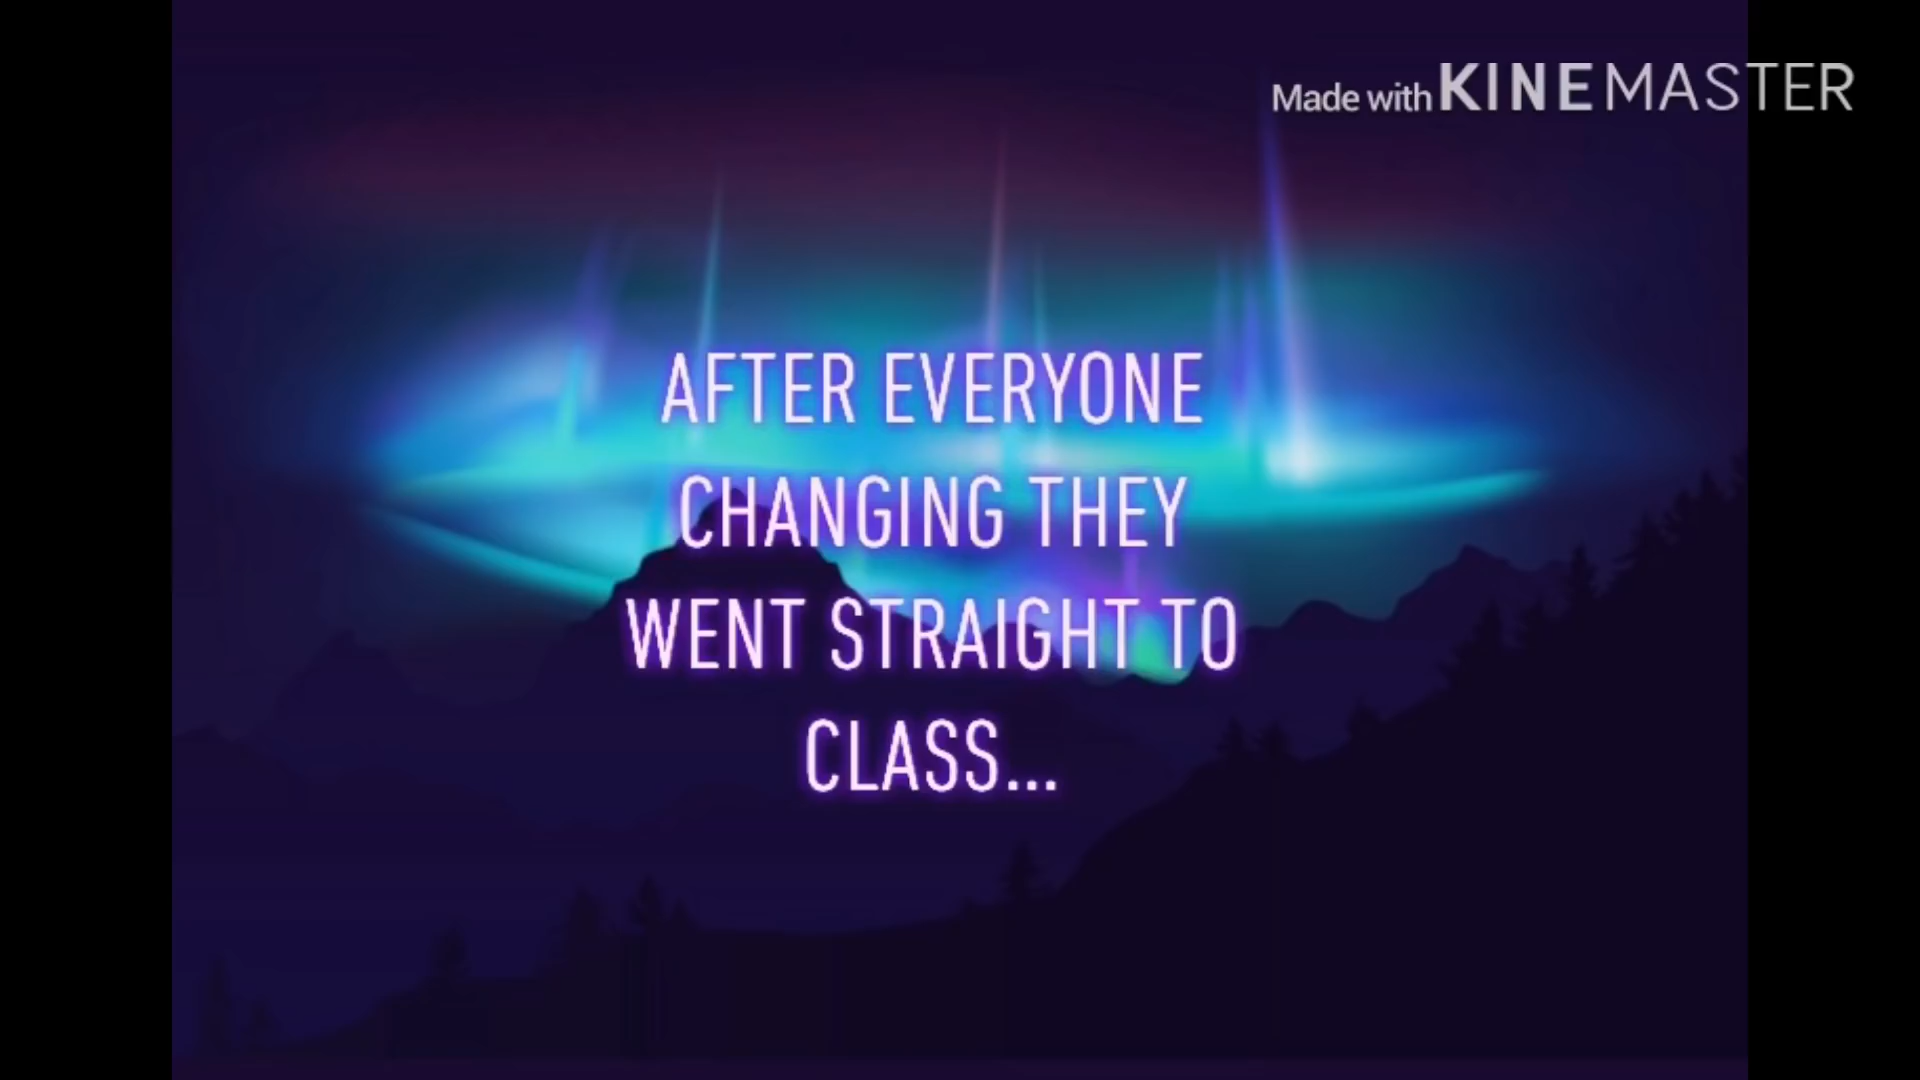 Made with KINEMASTER
AFTER EVERYONE
CHANGING THEY
WENT STRAIGHT TO
CLASS...